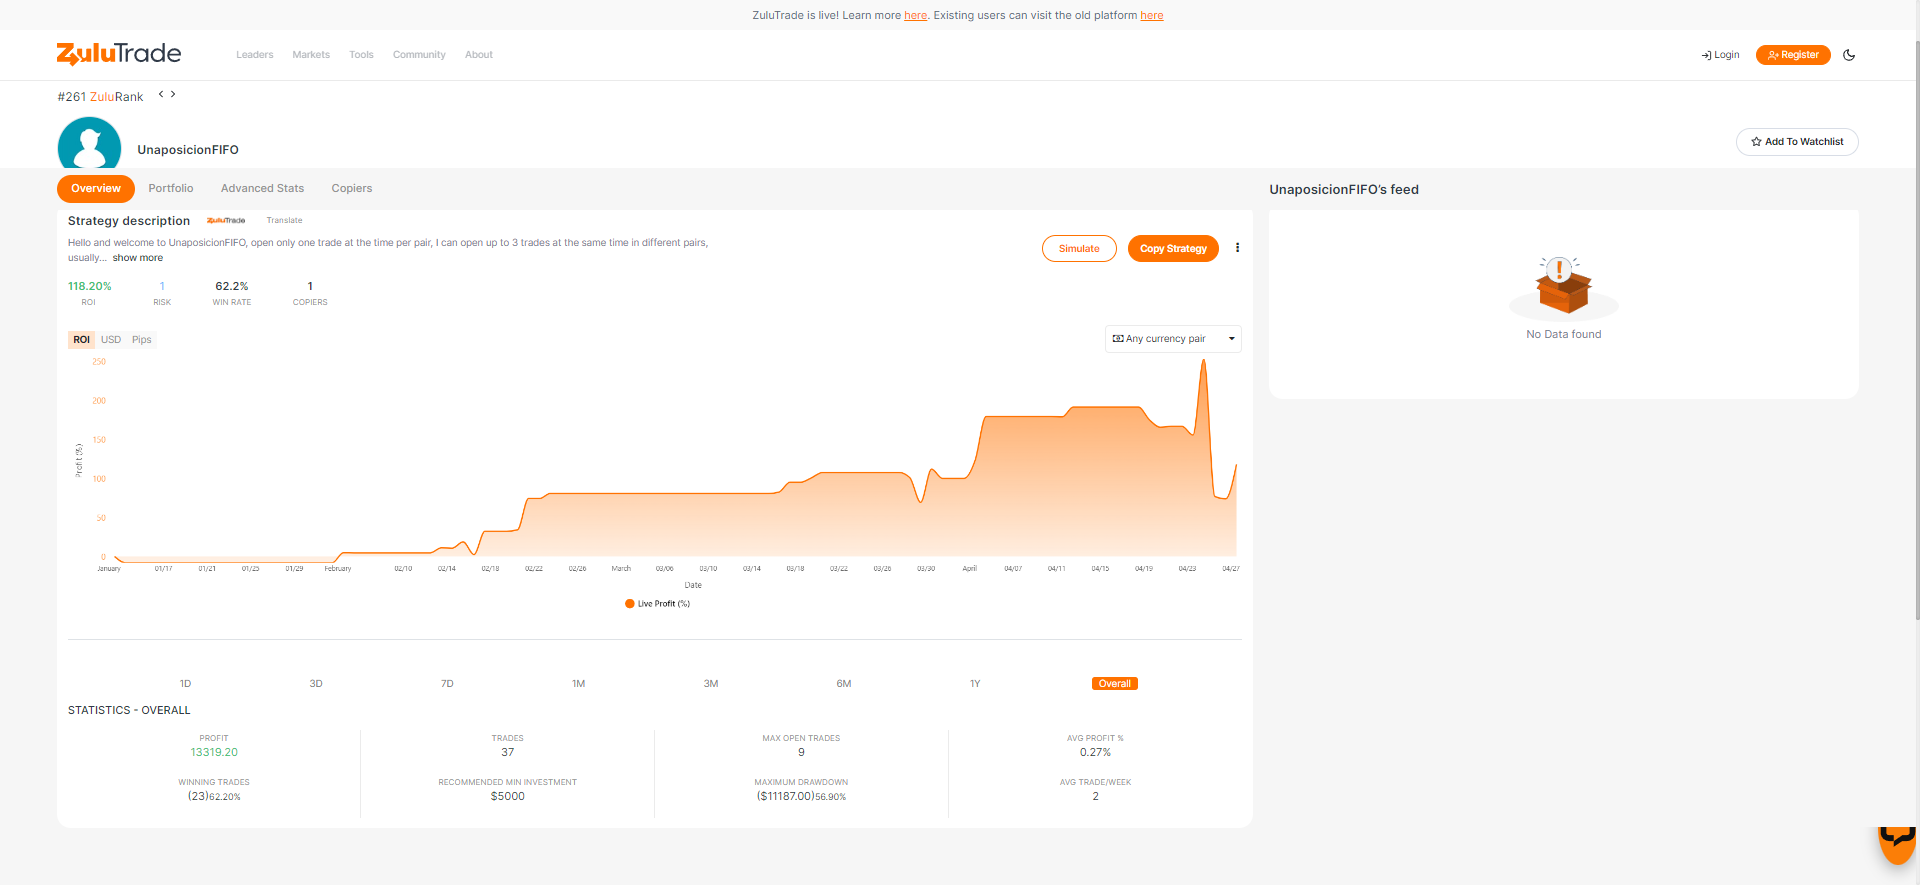 ZuluTrade is live! Learn more here. Existing users can visit the old platform here
ZuluTrade
Leaders Markets Tools Community About
Login Register
#261 ZuluRank
UnaposicionFIFO
Add To Watchlist
Overview Portfolio Advanced Stats Copiers
UnaposicionFIFO's feed
Strategy description ZuluTrade Translate
Hello and welcome to UnaposicionFIFO, open only one trade at the time per pair, I can open up to 3 trades at the same time in different pairs,
usually... show more
Simulate Copy Strategy
118.20% 1 62.2% 1
ROI RISK WIN RATE COPIERS
No Data found
ROI USD Pips
Any currency pair
250
200
150
100
50
0
Profit (%)
January 01/17 01/21 01/25 01/29 February 02/10 02/14 02/18 02/22 02/26 March 03/06 03/10 03/14 03/18 03/22 03/26 03/30 April 04/07 04/11 04/15 04/19 04/23 04/27
Date
Live Profit (%)
1D 3D 7D 1M 3M 6M 1Y Overall
STATISTICS - OVERALL
PROFIT TRADES MAX OPEN TRADES AVG PROFIT %
13319.20 37 9 0.27%
WINNING TRADES RECOMMENDED MIN INVESTMENT MAXIMUM DRAWDOWN AVG TRADE/WEEK
(23)62.20% $5000 ($11187.00)56.90% 2